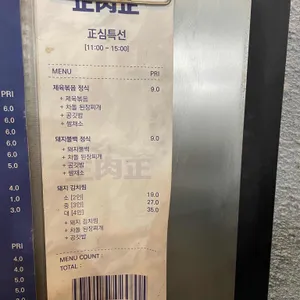 正肉正
正심특선
[11:00 - 15:00]
MENU PRI
제육볶음 정식 9.0
+ 제육볶음
+ 차돌 된장찌개
+ 공깃밥
+ 쌈채소
돼지불백 정식 9.0
+ 돼지불백
+ 차돌 된장찌개
+ 공깃밥
+ 쌈채소
돼지 김치찜
소 [2인] 19.0
중 [3인] 27.0
대 [4인] 35.0
+ 돼지 김치찜
+ 차돌 된장찌개
+ 공깃밥
MENU COUNT :
TOTAL :
PRI
6.0
6.0
6.0
6.0
6.0
4.0
1.0
3.0
PRI
4.0
4.0
4.0